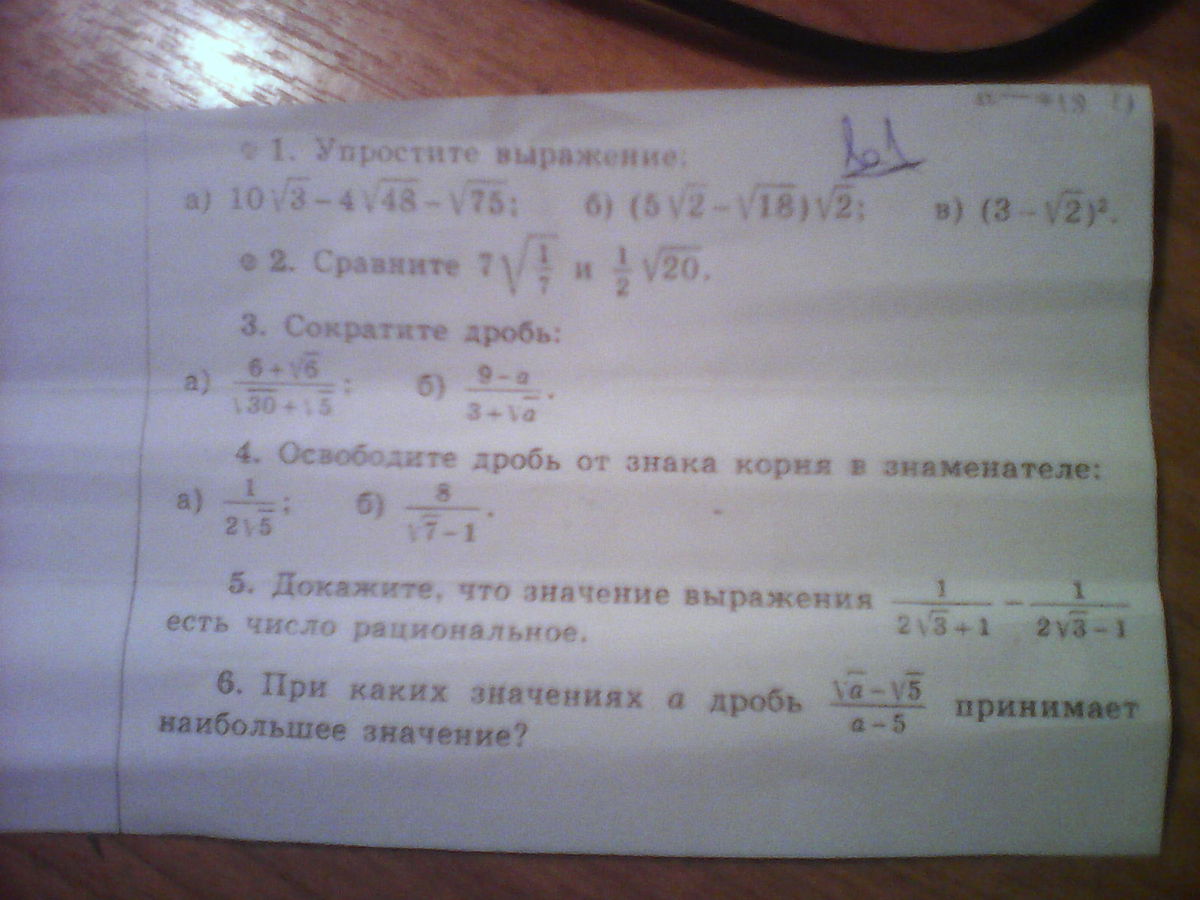 1. Упростите выражение:
а) 10√3 – 4√48 – √75; б) (5√2 – √18)√2; в) (3 – √2)².
2. Сравните 7√(1/7) и 1/2 √20.
3. Сократите дробь:
а) (6 + √6)/(√30 + √5); б) (9 – a)/(3 + √a).
4. Освободите дробь от знака корня в знаменателе:
а) 1/(2√5); б) 8/(√7 – 1).
5. Докажите, что значение выражения 1/(2√3 + 1) – 1/(2√3 – 1)
есть число рациональное.
6. При каких значениях a дробь (√a – √5)/(a – 5) принимает
наибольшее значение?